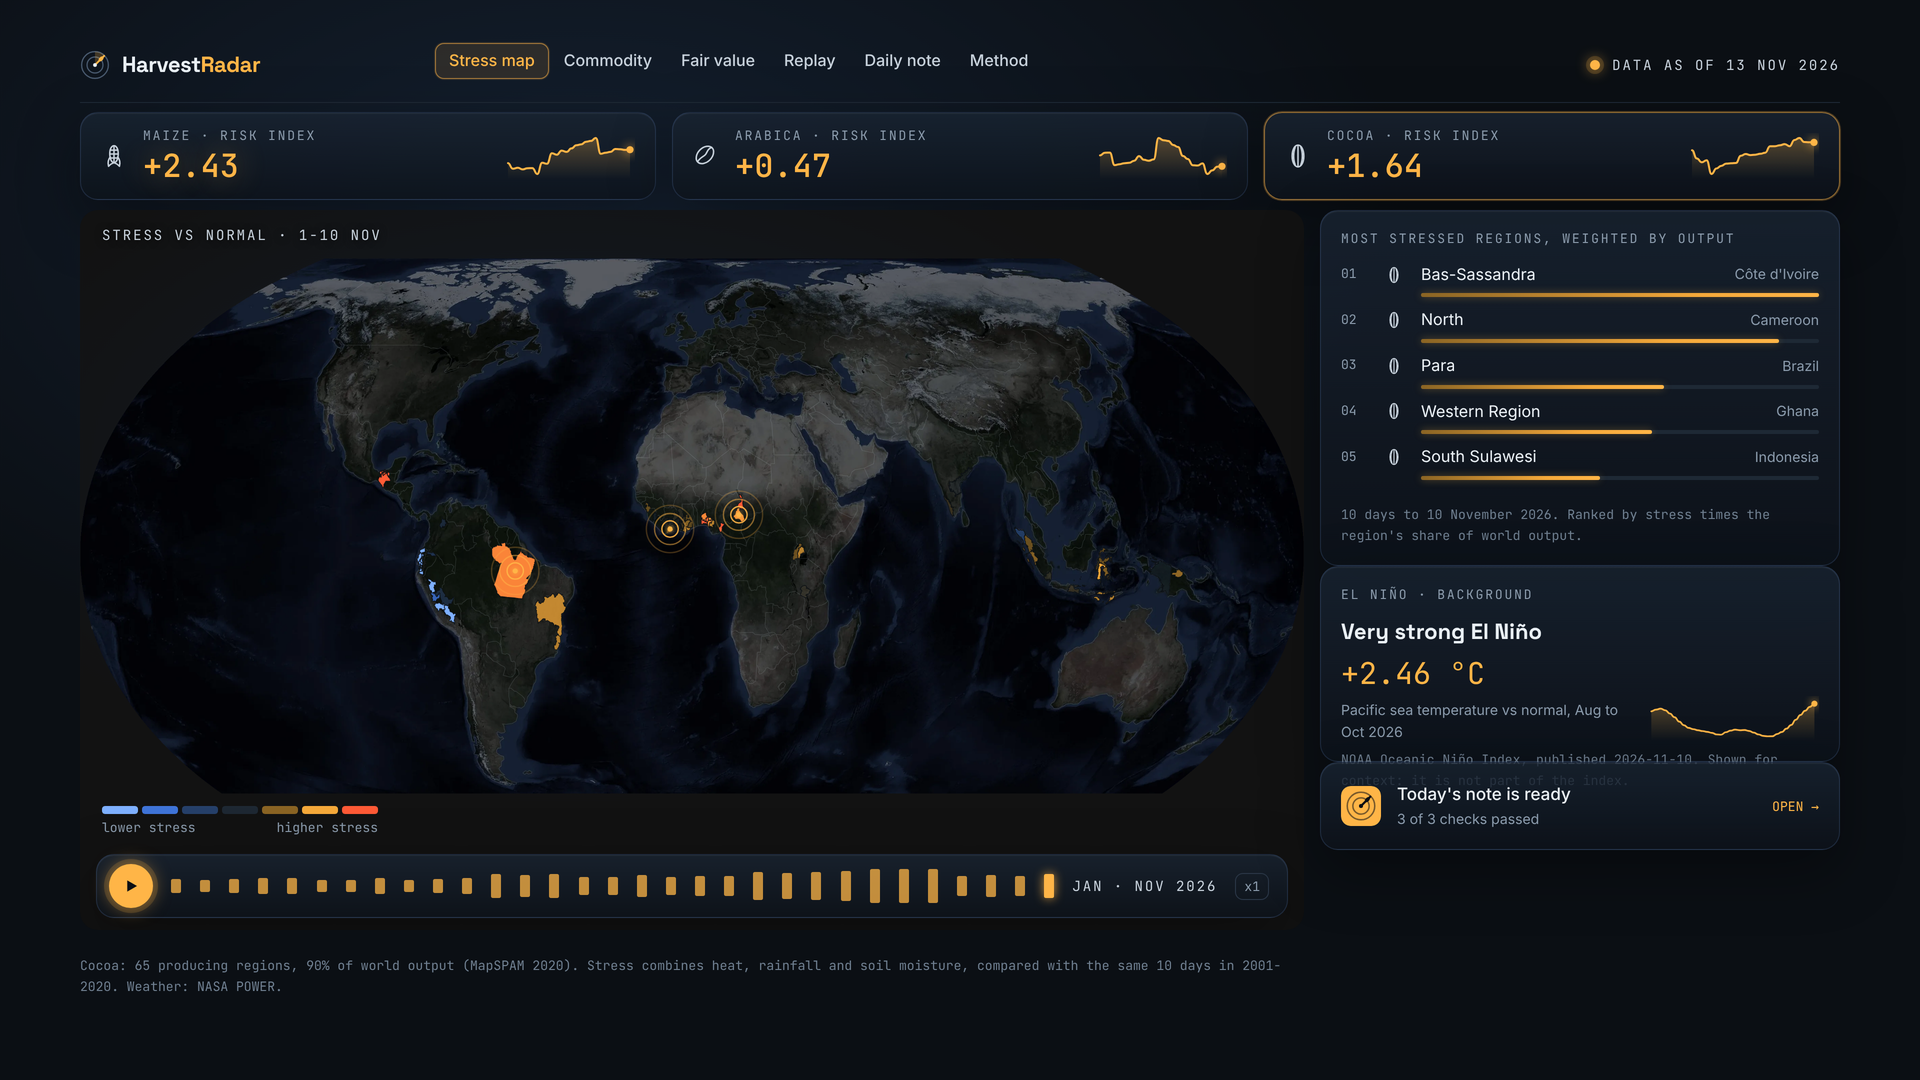 HarvestRadar
Stress map
Commodity
Fair value
Replay
Daily note
Method
DATA AS OF 13 NOV 2026
MAIZE · RISK INDEX
+2.43
ARABICA · RISK INDEX
+0.47
COCOA · RISK INDEX
+1.64
STRESS VS NORMAL · 1-10 NOV
lower stress
higher stress
JAN · NOV 2026
x1
MOST STRESSED REGIONS, WEIGHTED BY OUTPUT
01 Bas-Sassandra Côte d'Ivoire
02 North Cameroon
03 Para Brazil
04 Western Region Ghana
05 South Sulawesi Indonesia
10 days to 10 November 2026. Ranked by stress times the
region's share of world output.
EL NIÑO · BACKGROUND
Very strong El Niño
+2.46 °C
Pacific sea temperature vs normal, Aug to
Oct 2026
NOAA Oceanic Niño Index, published 2026-11-10. Shown for
context: it is not part of the index.
Today's note is ready
3 of 3 checks passed
OPEN →
Cocoa: 65 producing regions, 90% of world output (MapSPAM 2020). Stress combines heat, rainfall and soil moisture, compared with the same 10 days in 2001-
2020. Weather: NASA POWER.